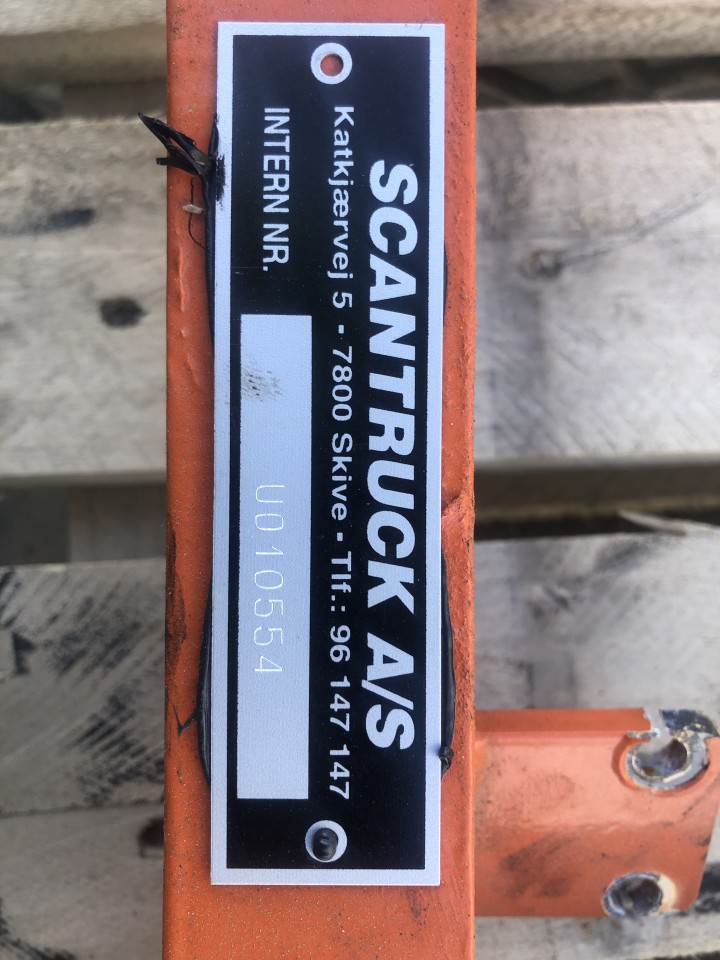 SCANTRUCK A/S
Katkjærvej 5 - 7800 Skive - Tlf.: 96 147 147
INTERN NR. U010554